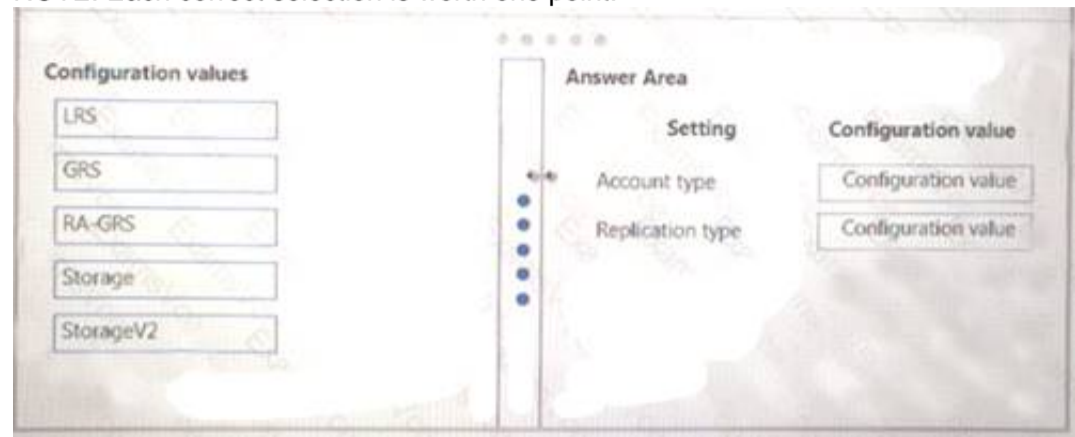 Configuration values
LRS
GRS
RA-GRS
Storage
StorageV2
Answer Area
Setting Configuration value
Account type Configuration value
Replication type Configuration value